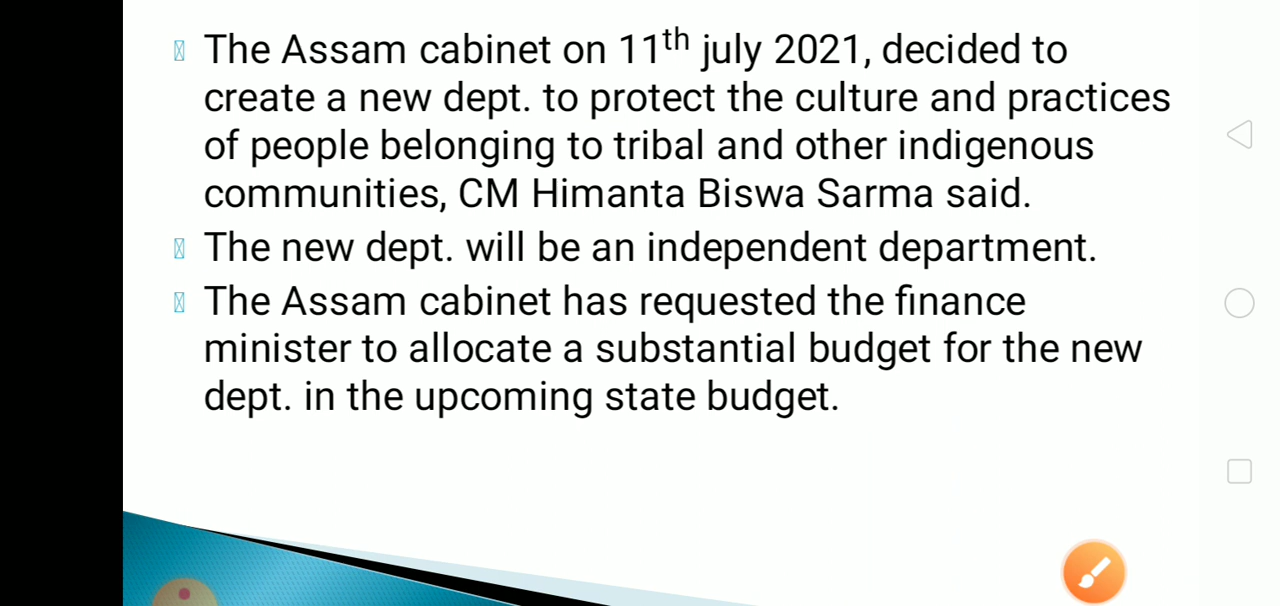 The Assam cabinet on 11th july 2021, decided to
create a new dept. to protect the culture and practices
of people belonging to tribal and other indigenous
communities, CM Himanta Biswa Sarma said.
The new dept. will be an independent department.
The Assam cabinet has requested the finance
minister to allocate a substantial budget for the new
dept. in the upcoming state budget.